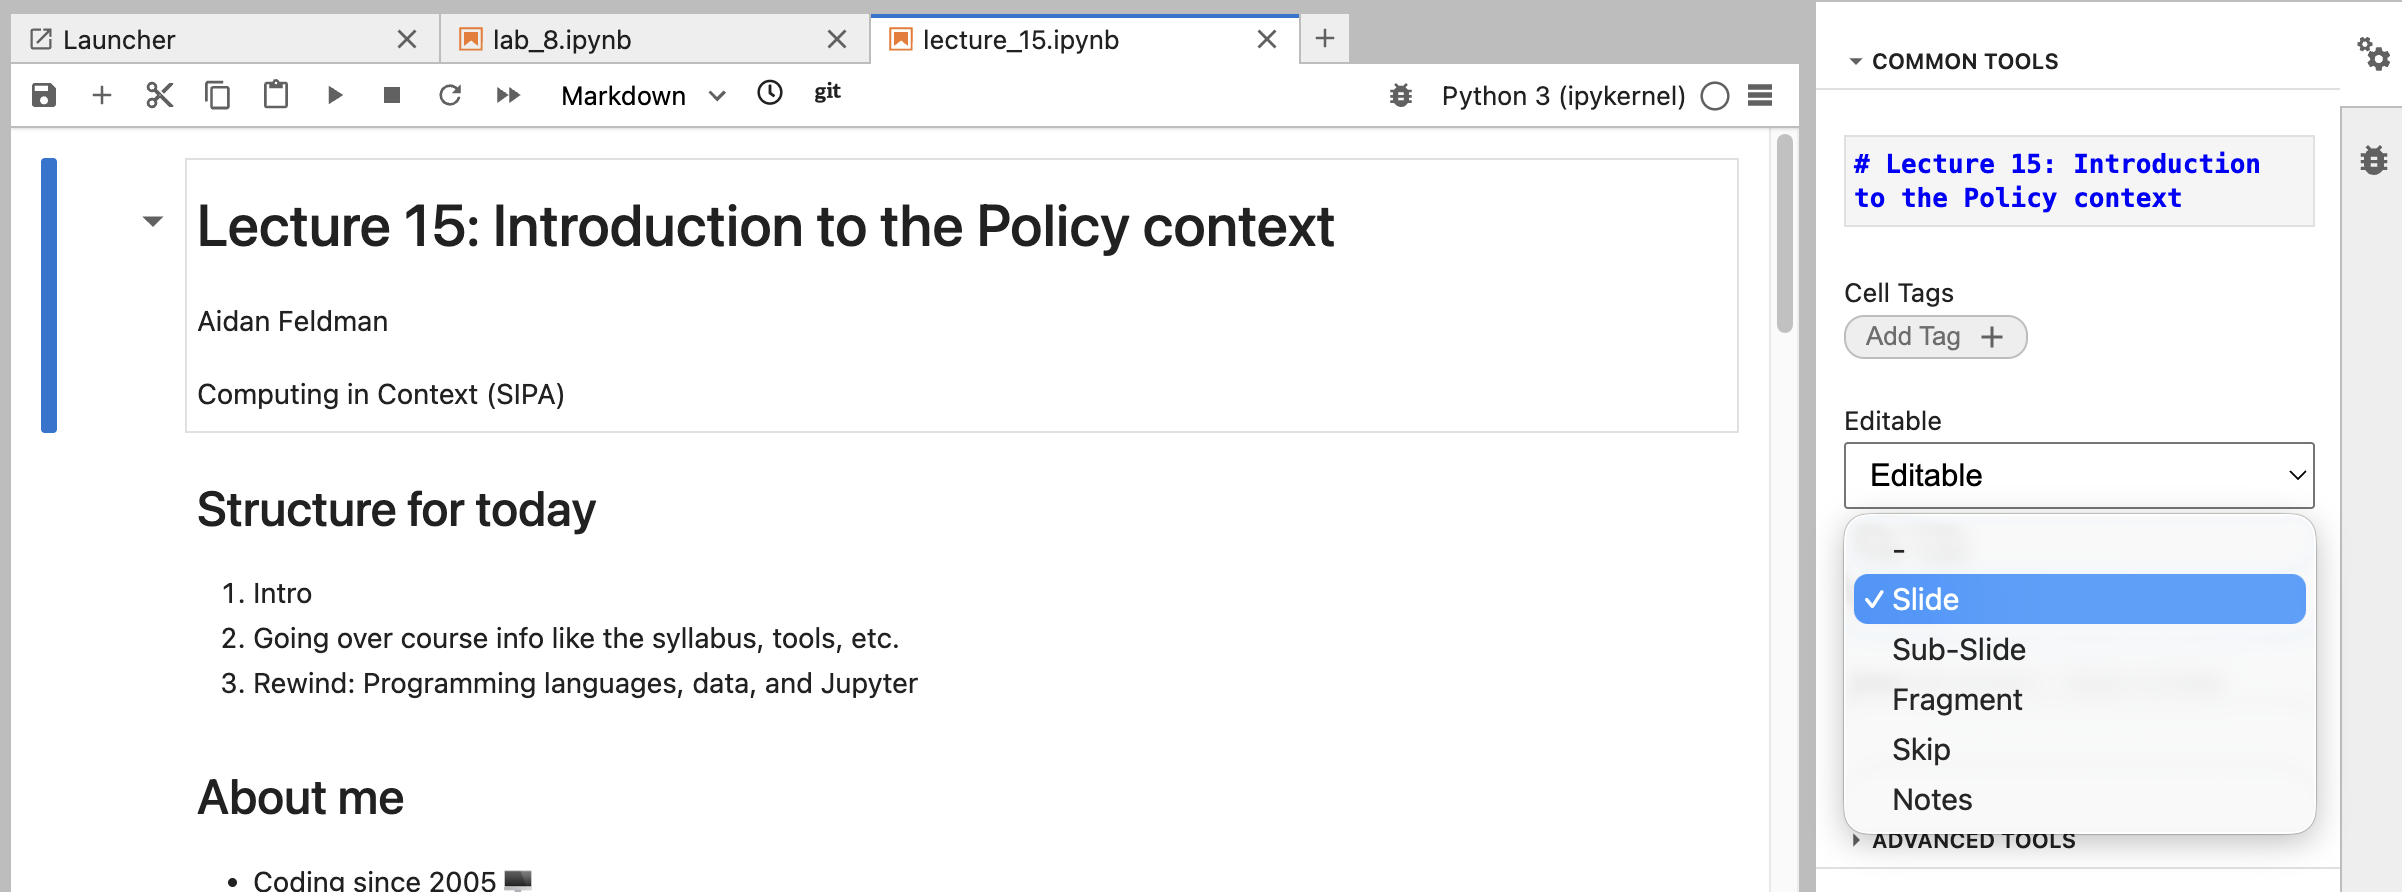 Launcher
lab_8.ipynb
lecture_15.ipynb
Markdown
git
Python 3 (ipykernel)
Lecture 15: Introduction to the Policy context
Aidan Feldman
Computing in Context (SIPA)
Structure for today
1. Intro
2. Going over course info like the syllabus, tools, etc.
3. Rewind: Programming languages, data, and Jupyter
About me
• Coding since 2005 🖥️
COMMON TOOLS
# Lecture 15: Introduction
to the Policy context
Cell Tags
Add Tag +
Editable
Editable
-
✓ Slide
Sub-Slide
Fragment
Skip
Notes
ADVANCED TOOLS